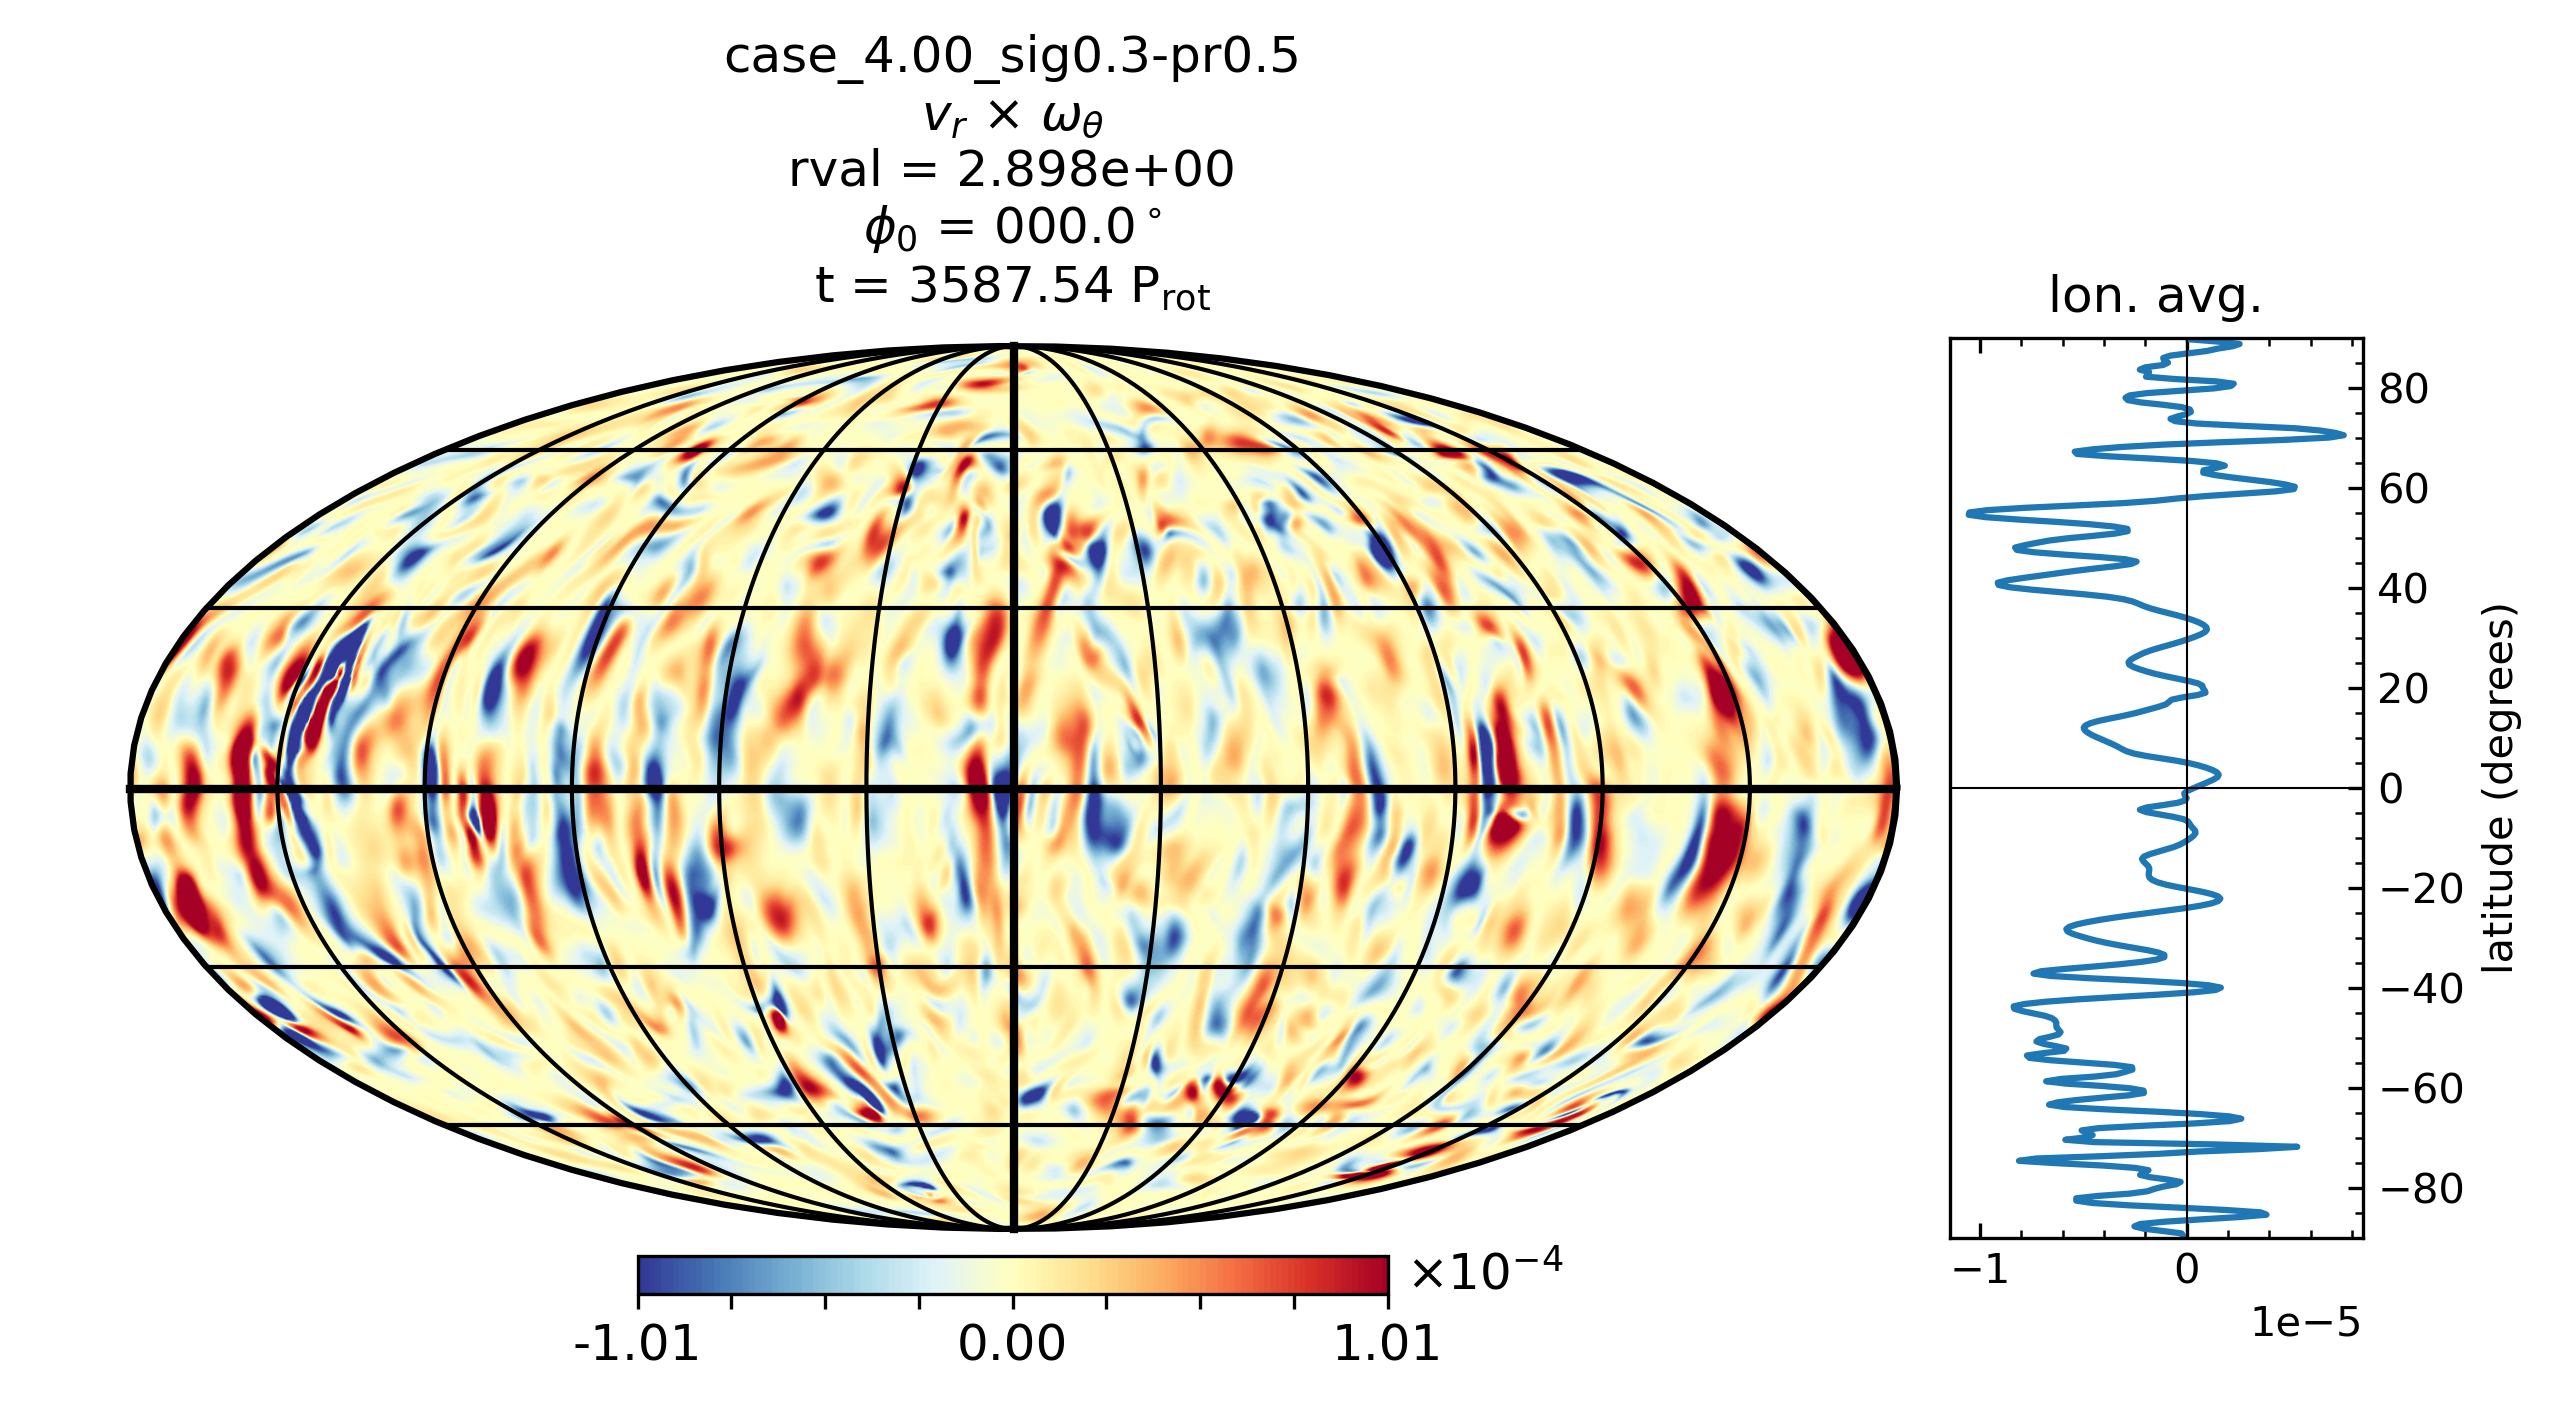 case_4.00_sig0.3-pr0.5
v_r × ω_θ
rval = 2.898e+00
ϕ_0 = 000.0°
t = 3587.54 P_rot
lon. avg.
80
60
40
20
0
−20
−40
−60
−80
latitude (degrees)
−1 0
1e−5
×10⁻⁴
-1.01 0.00 1.01